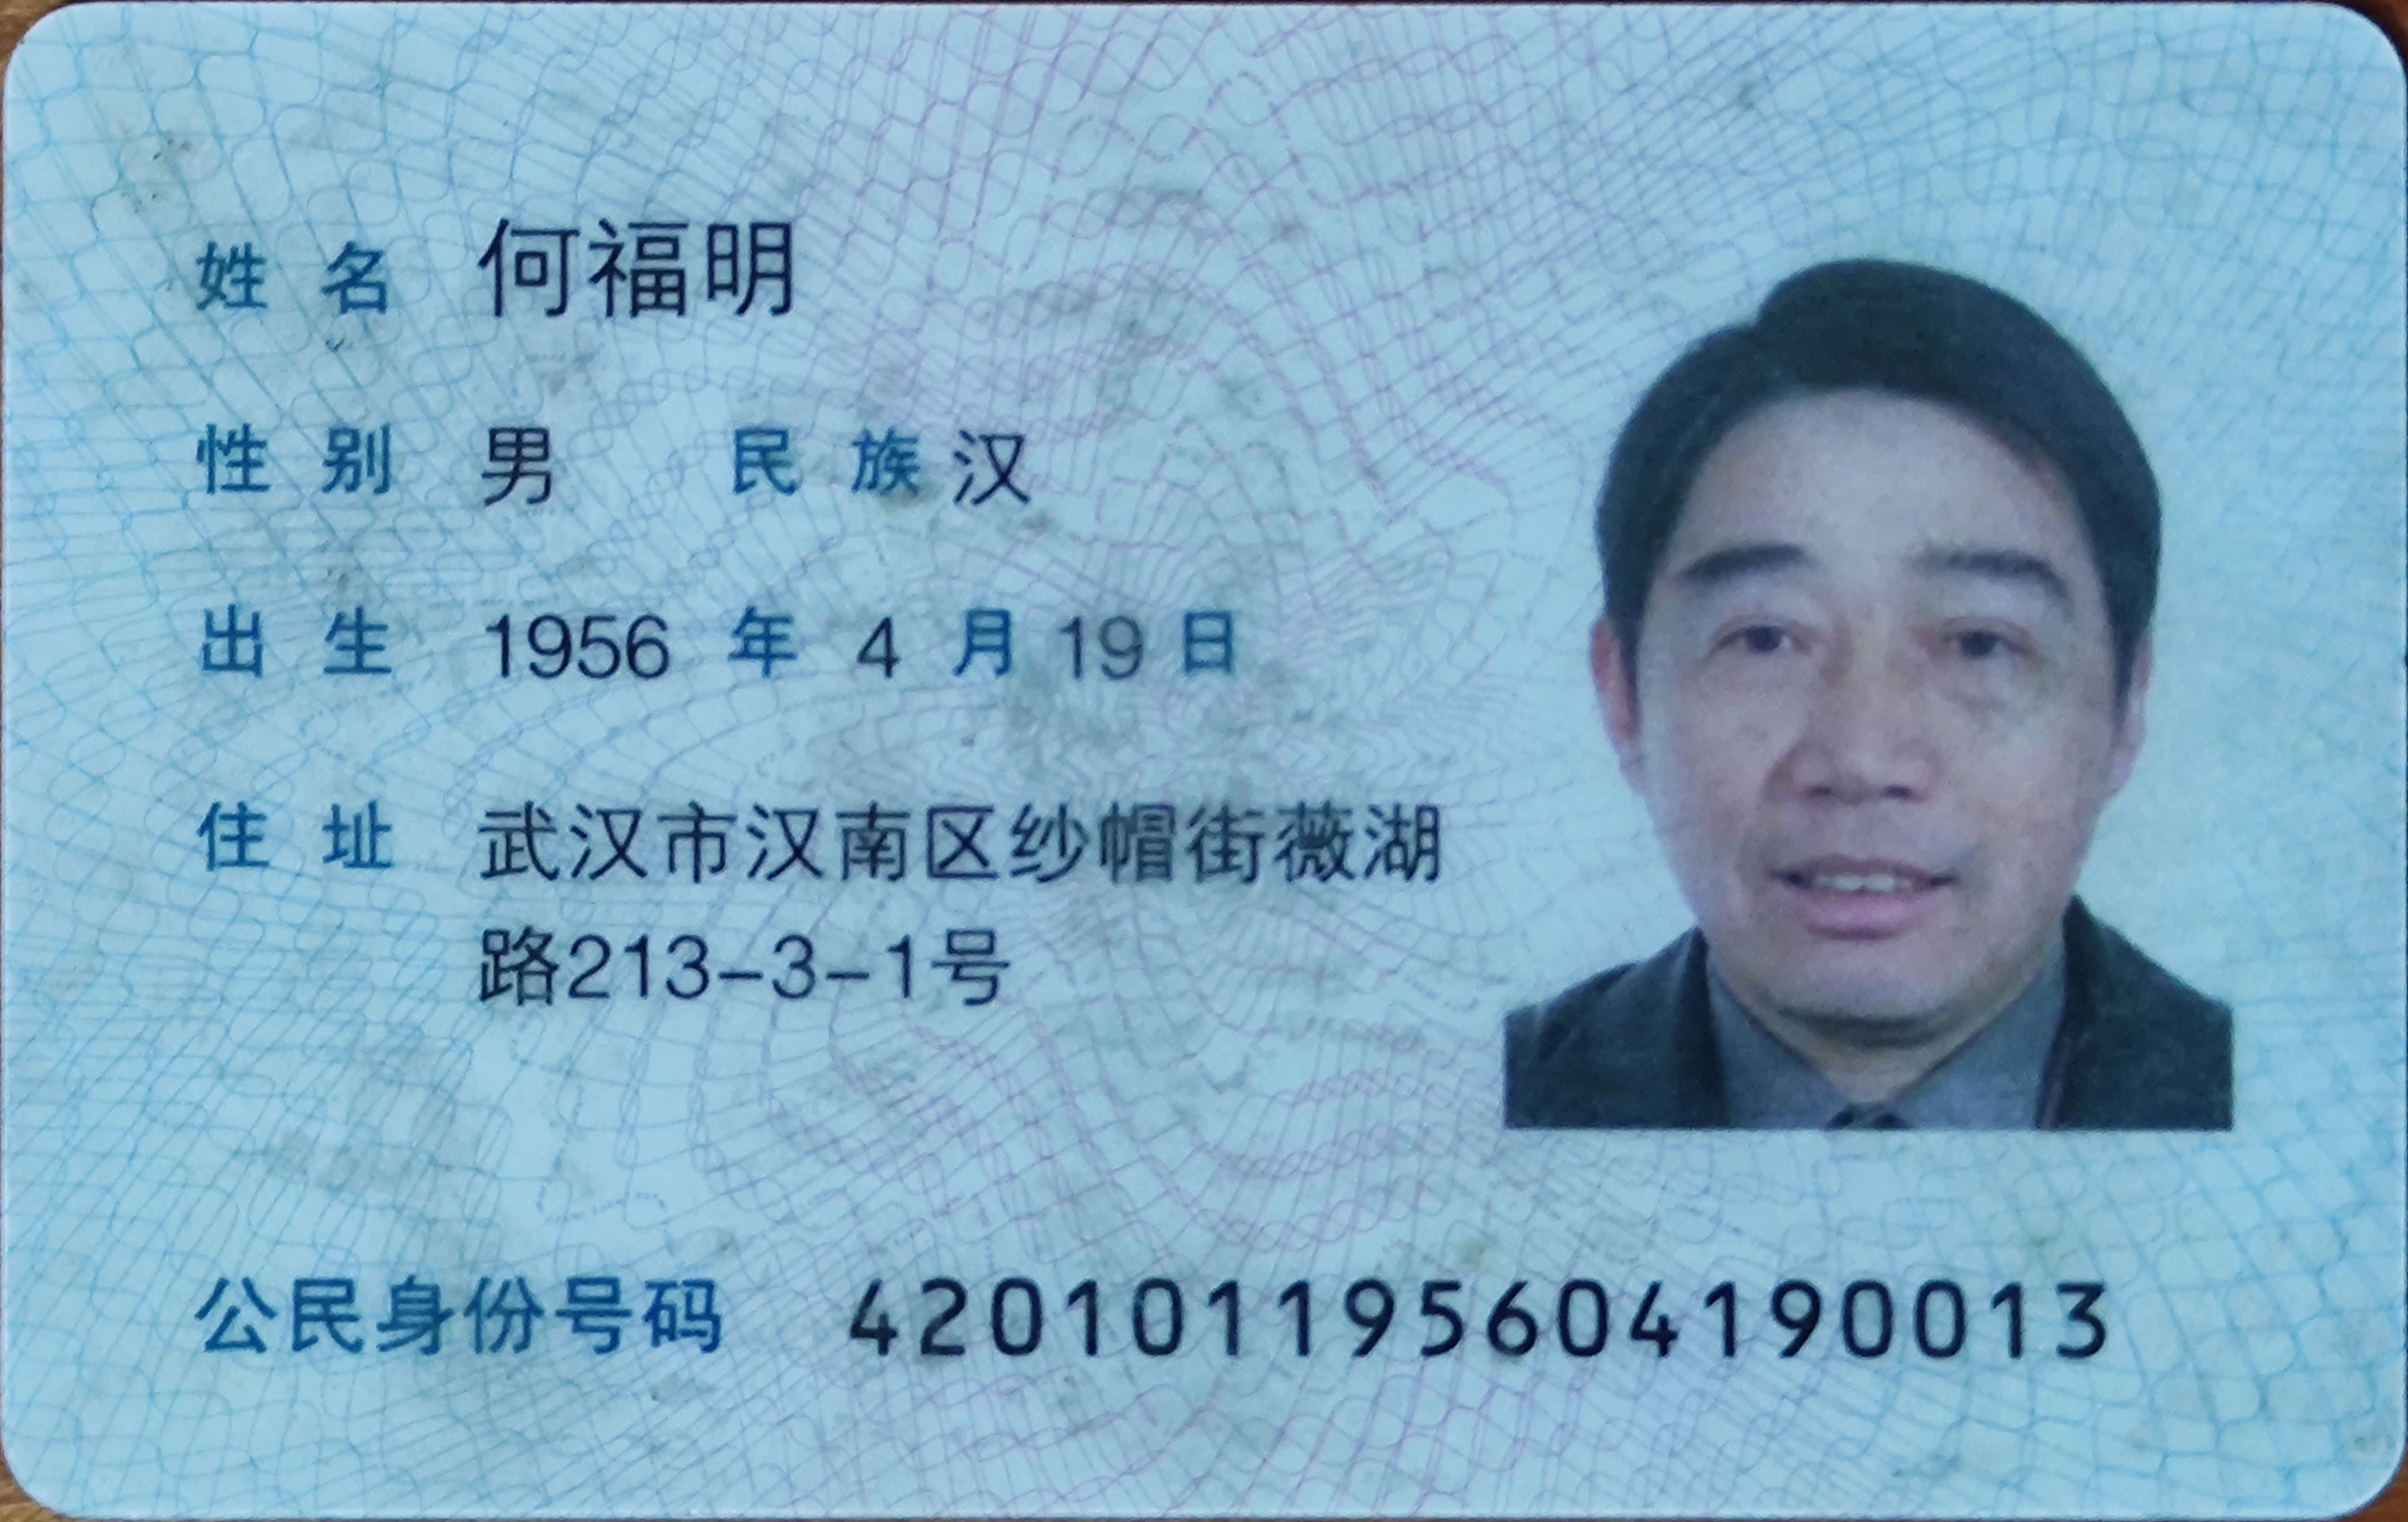 姓名 何福明
性别 男 民族 汉
出生 1956 年 4 月 19 日
住址 武汉市汉南区纱帽街薇湖
路213-3-1号
公民身份号码 420101195604190013